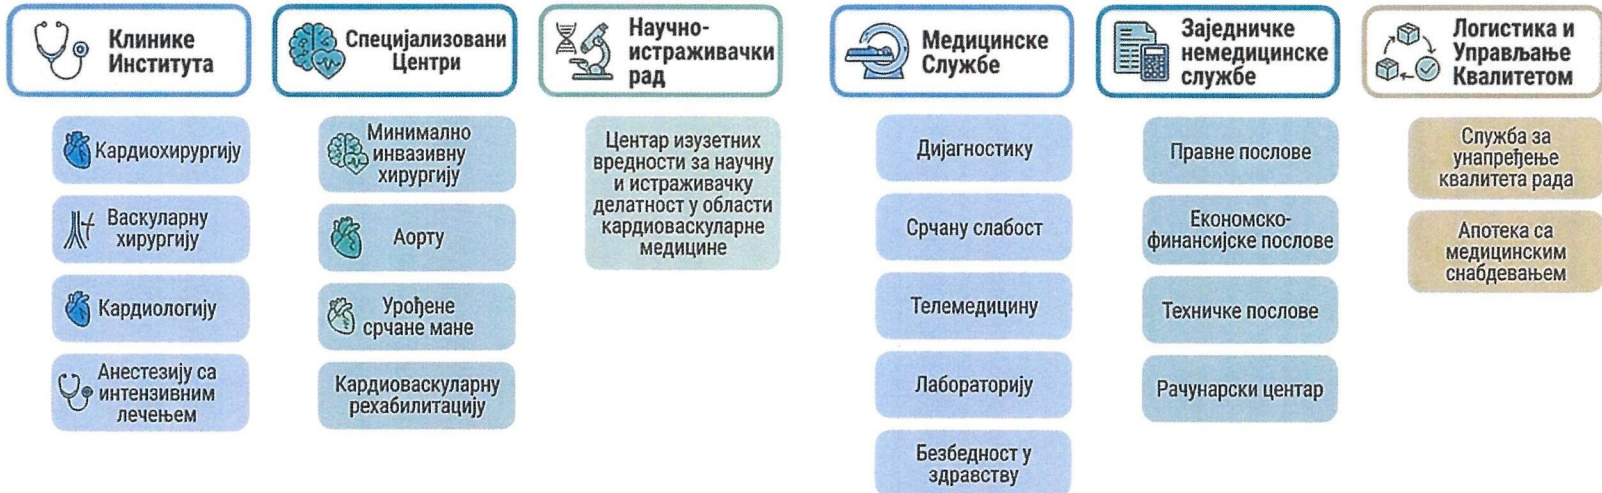 Клинике
Института
Кардиохирургију
Васкуларну
хирургију
Кардиологију
Анестезију са
интензивним
лечењем
Специјализовани
Центри
Минимално
инвазивну
хирургију
Аорту
Урођене
срчане мане
Кардиоваскуларну
рехабилитацију
Научно-
истраживачки
рад
Центар изузетних
вредности за научну
и истраживачку
делатност у области
кардиоваскуларне
медицине
Медицинске
Службе
Дијагностику
Срчану слабост
Телемедицину
Лабораторију
Безбедност у
здравству
Заједничке
немедицинске
службе
Правне послове
Економско-
финансијске послове
Техничке послове
Рачунарски центар
Логистика и
Управљање
Квалитетом
Служба за
унапређење
квалитета рада
Апотека са
медицинским
снабдевањем